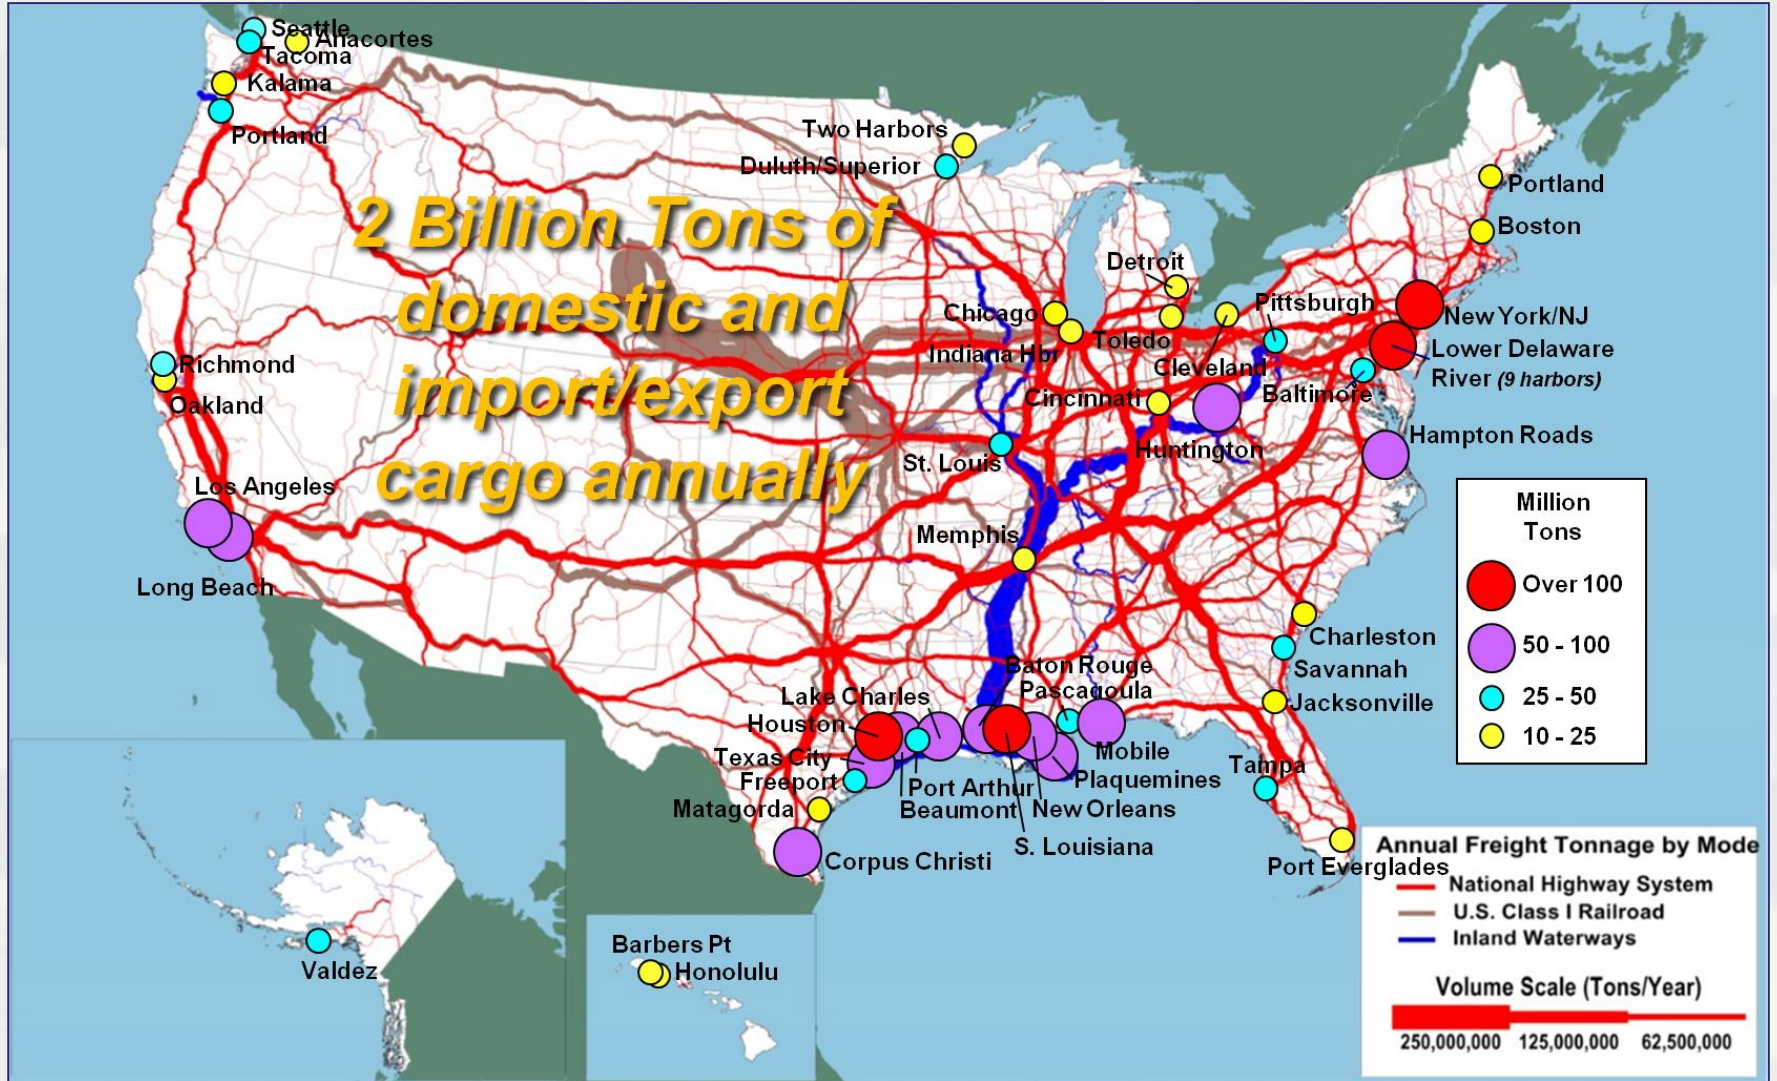 Seattle
Anacortes
Tacoma
Kalama
Portland
Two Harbors
Duluth/Superior
Portland
Boston
2 Billion Tons of
domestic and
import/export
cargo annually
Detroit
Chicago
Pittsburgh
New York/NJ
Indiana Hbr
Toledo
Lower Delaware
River (9 harbors)
Cleveland
Richmond
Oakland
Cincinnati
Baltimore
Hampton Roads
Huntington
St. Louis
Los Angeles
Long Beach
Memphis
Million
Tons
Over 100
50 - 100
25 - 50
10 - 25
Charleston
Savannah
Jacksonville
Baton Rouge
Pascagoula
Lake Charles
Houston
Texas City
Freeport
Matagorda
Mobile
Plaquemines
Port Arthur
Beaumont
New Orleans
S. Louisiana
Corpus Christi
Tampa
Port Everglades
Valdez
Barbers Pt
Honolulu
Annual Freight Tonnage by Mode
National Highway System
U.S. Class I Railroad
Inland Waterways
Volume Scale (Tons/Year)
250,000,000 125,000,000 62,500,000